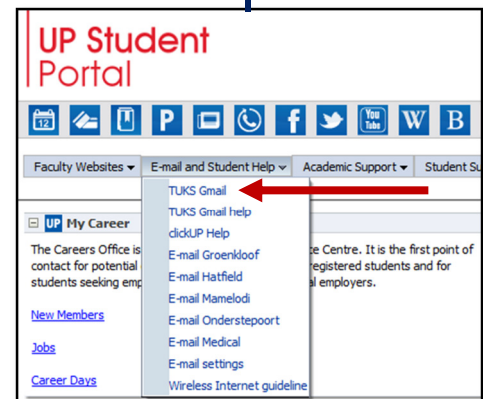 UP Student
Portal
12 P f You Tube W B
Faculty Websites E-mail and Student Help Academic Support Student Su
TUKS Gmail
TUKS Gmail help
clickUP Help
E-mail Groenkloof
E-mail Hatfield
E-mail Mamelodi
E-mail Onderstepoort
E-mail Medical
E-mail settings
Wireless Internet guideline
UP My Career
The Careers Office is te Centre. It is the first point of
contact for potential registered students and for
students seeking emp al employers.
New Members
Jobs
Career Days